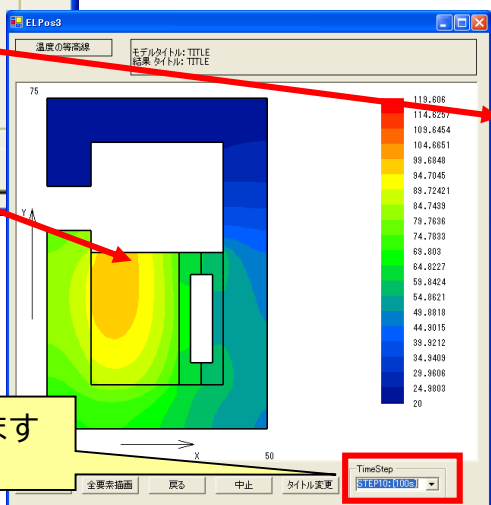 ELPos3
温度の等高線
モデルタイトル: TITLE
結果 タイトル: TITLE
75
119.606
114.6257
109.6454
104.6651
99.6848
94.7045
89.72421
84.7439
79.7636
74.7833
69.803
64.8227
59.8424
54.8621
49.8818
44.9015
39.9212
34.9409
29.9606
24.9803
20
Y
X
50
ます
TimeStep
STEP10:[100s]
全要素描画
戻る
中止
タイトル変更